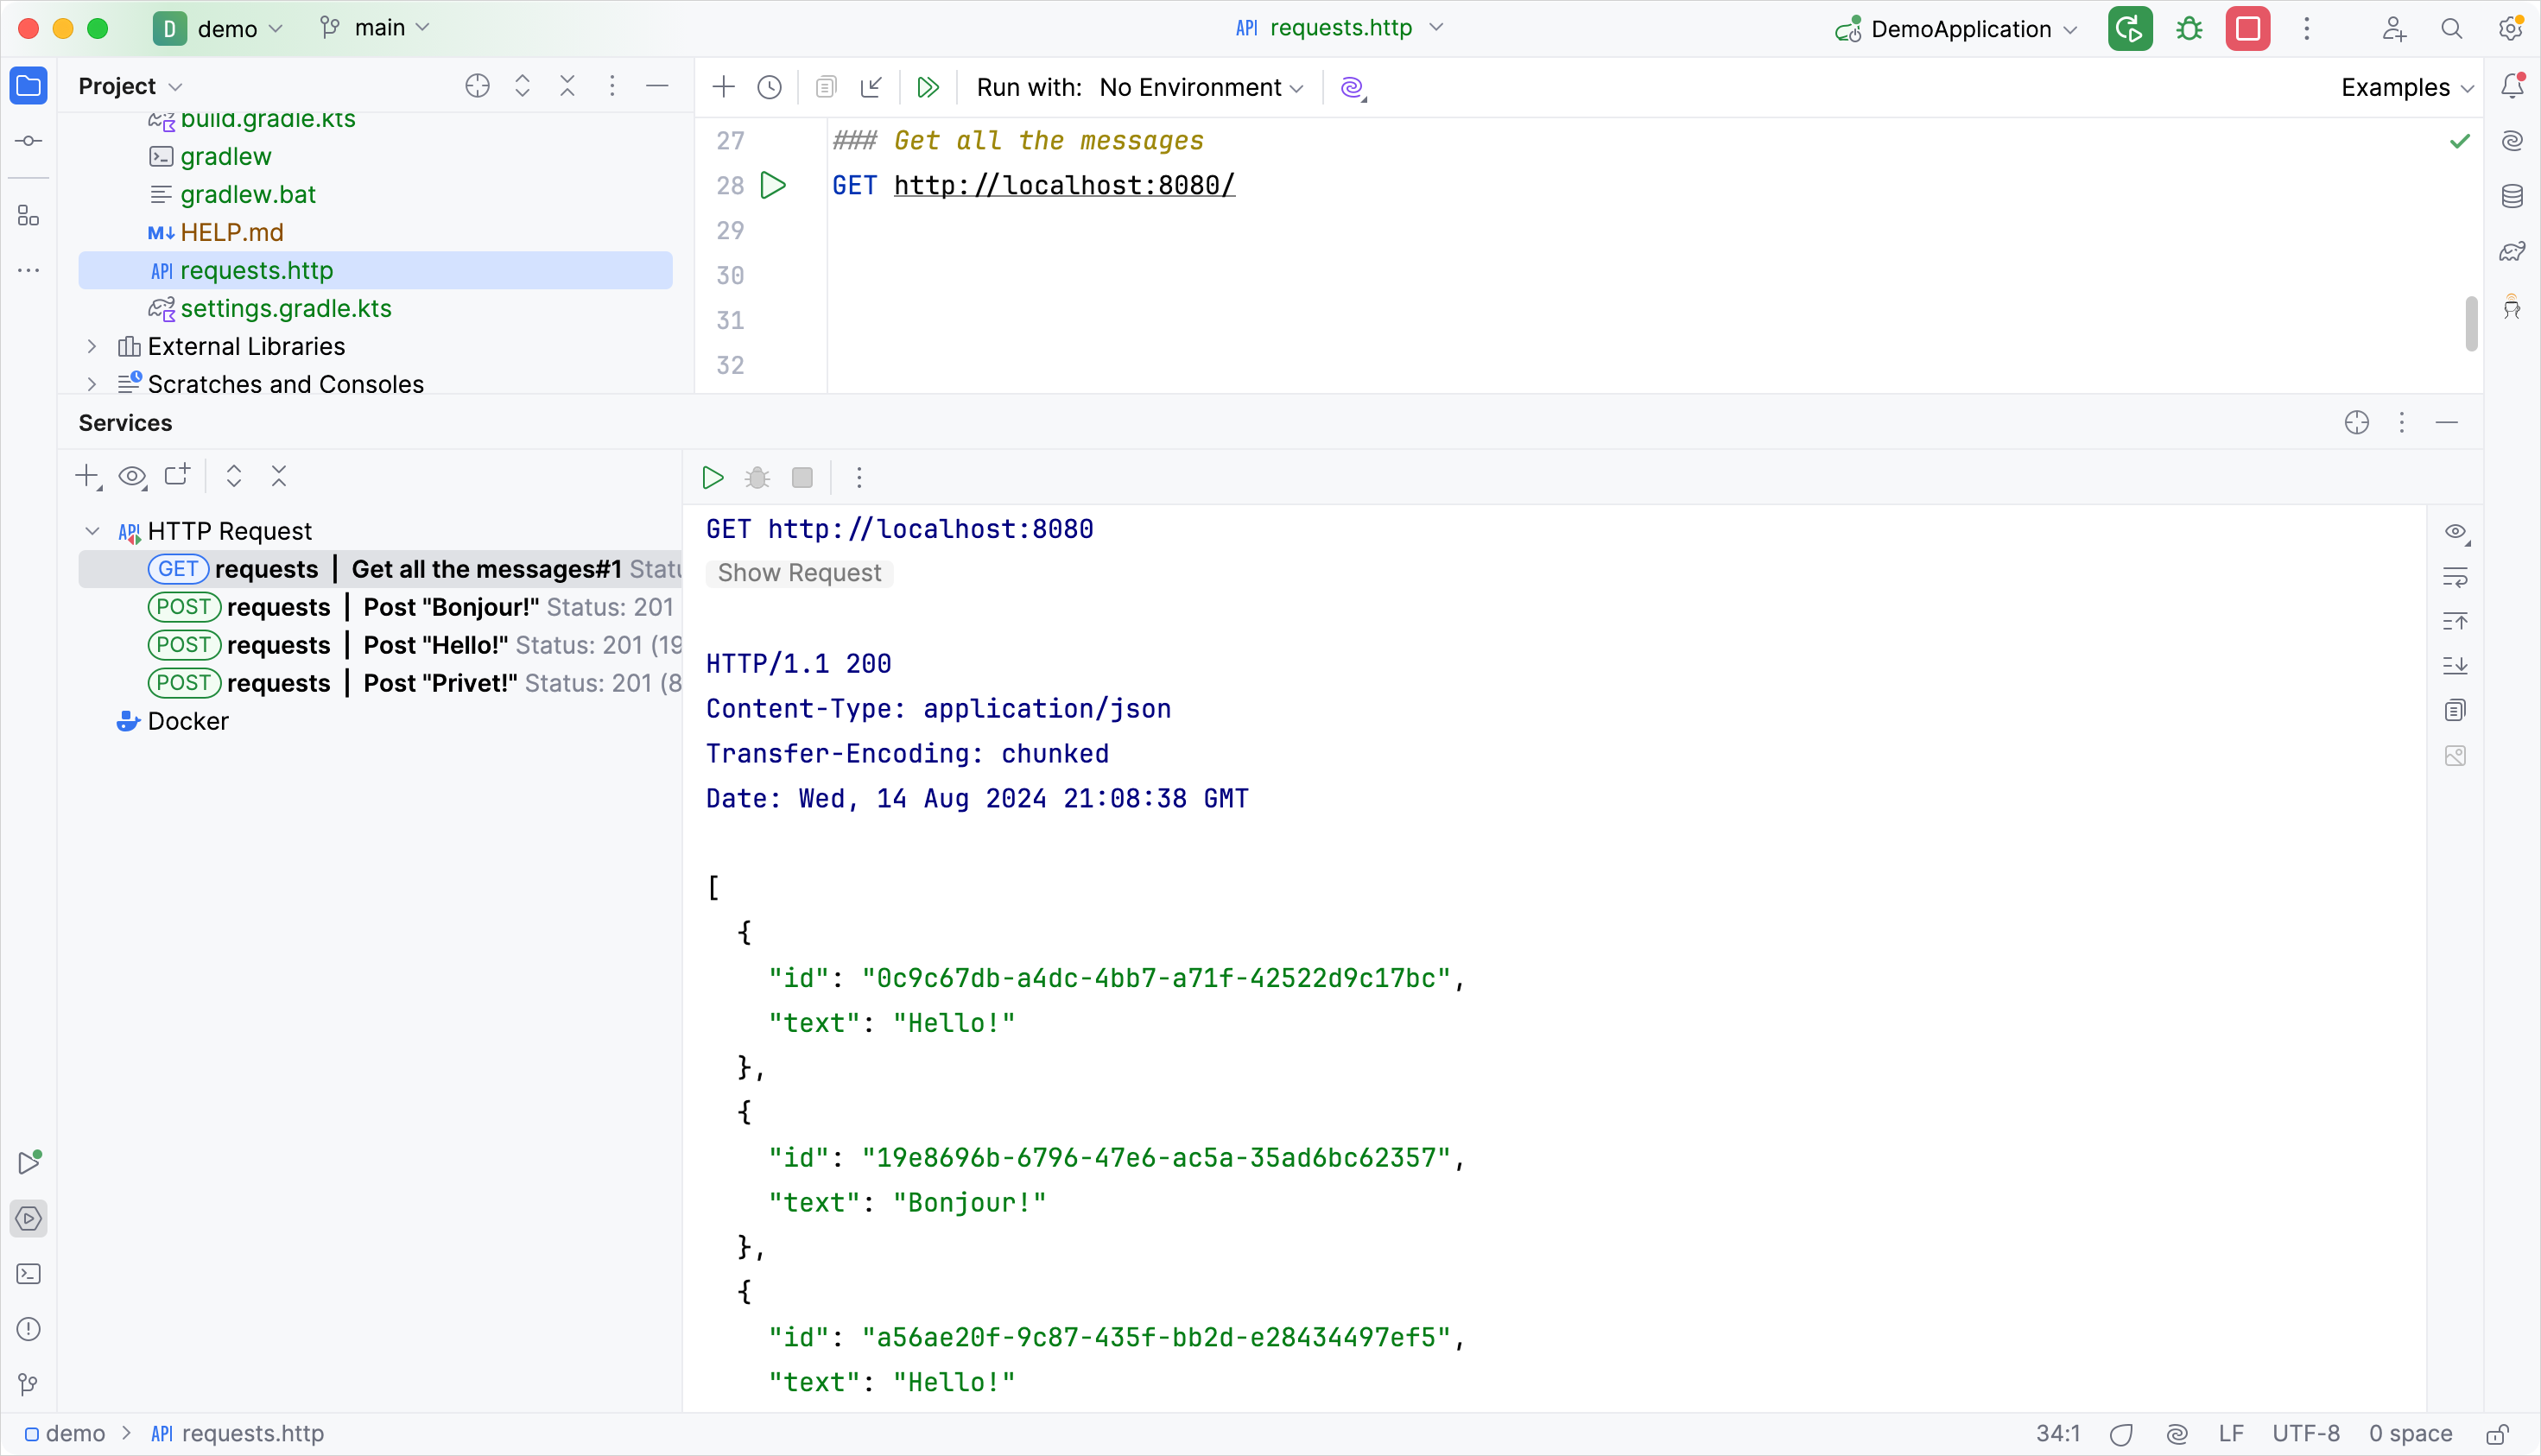 D demo main
API requests.http
DemoApplication
Project
build.gradle.kts
gradlew
gradlew.bat
M↓ HELP.md
API requests.http
settings.gradle.kts
External Libraries
Scratches and Consoles
Run with: No Environment
Examples
27 ### Get all the messages
28 GET http://localhost:8080/
29
30
31
32
Services
API HTTP Request
GET requests | Get all the messages#1 Statu
POST requests | Post "Bonjour!" Status: 201
POST requests | Post "Hello!" Status: 201 (19
POST requests | Post "Privet!" Status: 201 (8
Docker
GET http://localhost:8080
Show Request
HTTP/1.1 200
Content-Type: application/json
Transfer-Encoding: chunked
Date: Wed, 14 Aug 2024 21:08:38 GMT
[
{
"id": "0c9c67db-a4dc-4bb7-a71f-42522d9c17bc",
"text": "Hello!"
},
{
"id": "19e8696b-6796-47e6-ac5a-35ad6bc62357",
"text": "Bonjour!"
},
{
"id": "a56ae20f-9c87-435f-bb2d-e28434497ef5",
"text": "Hello!"
demo > API requests.http
34:1 LF UTF-8 0 space